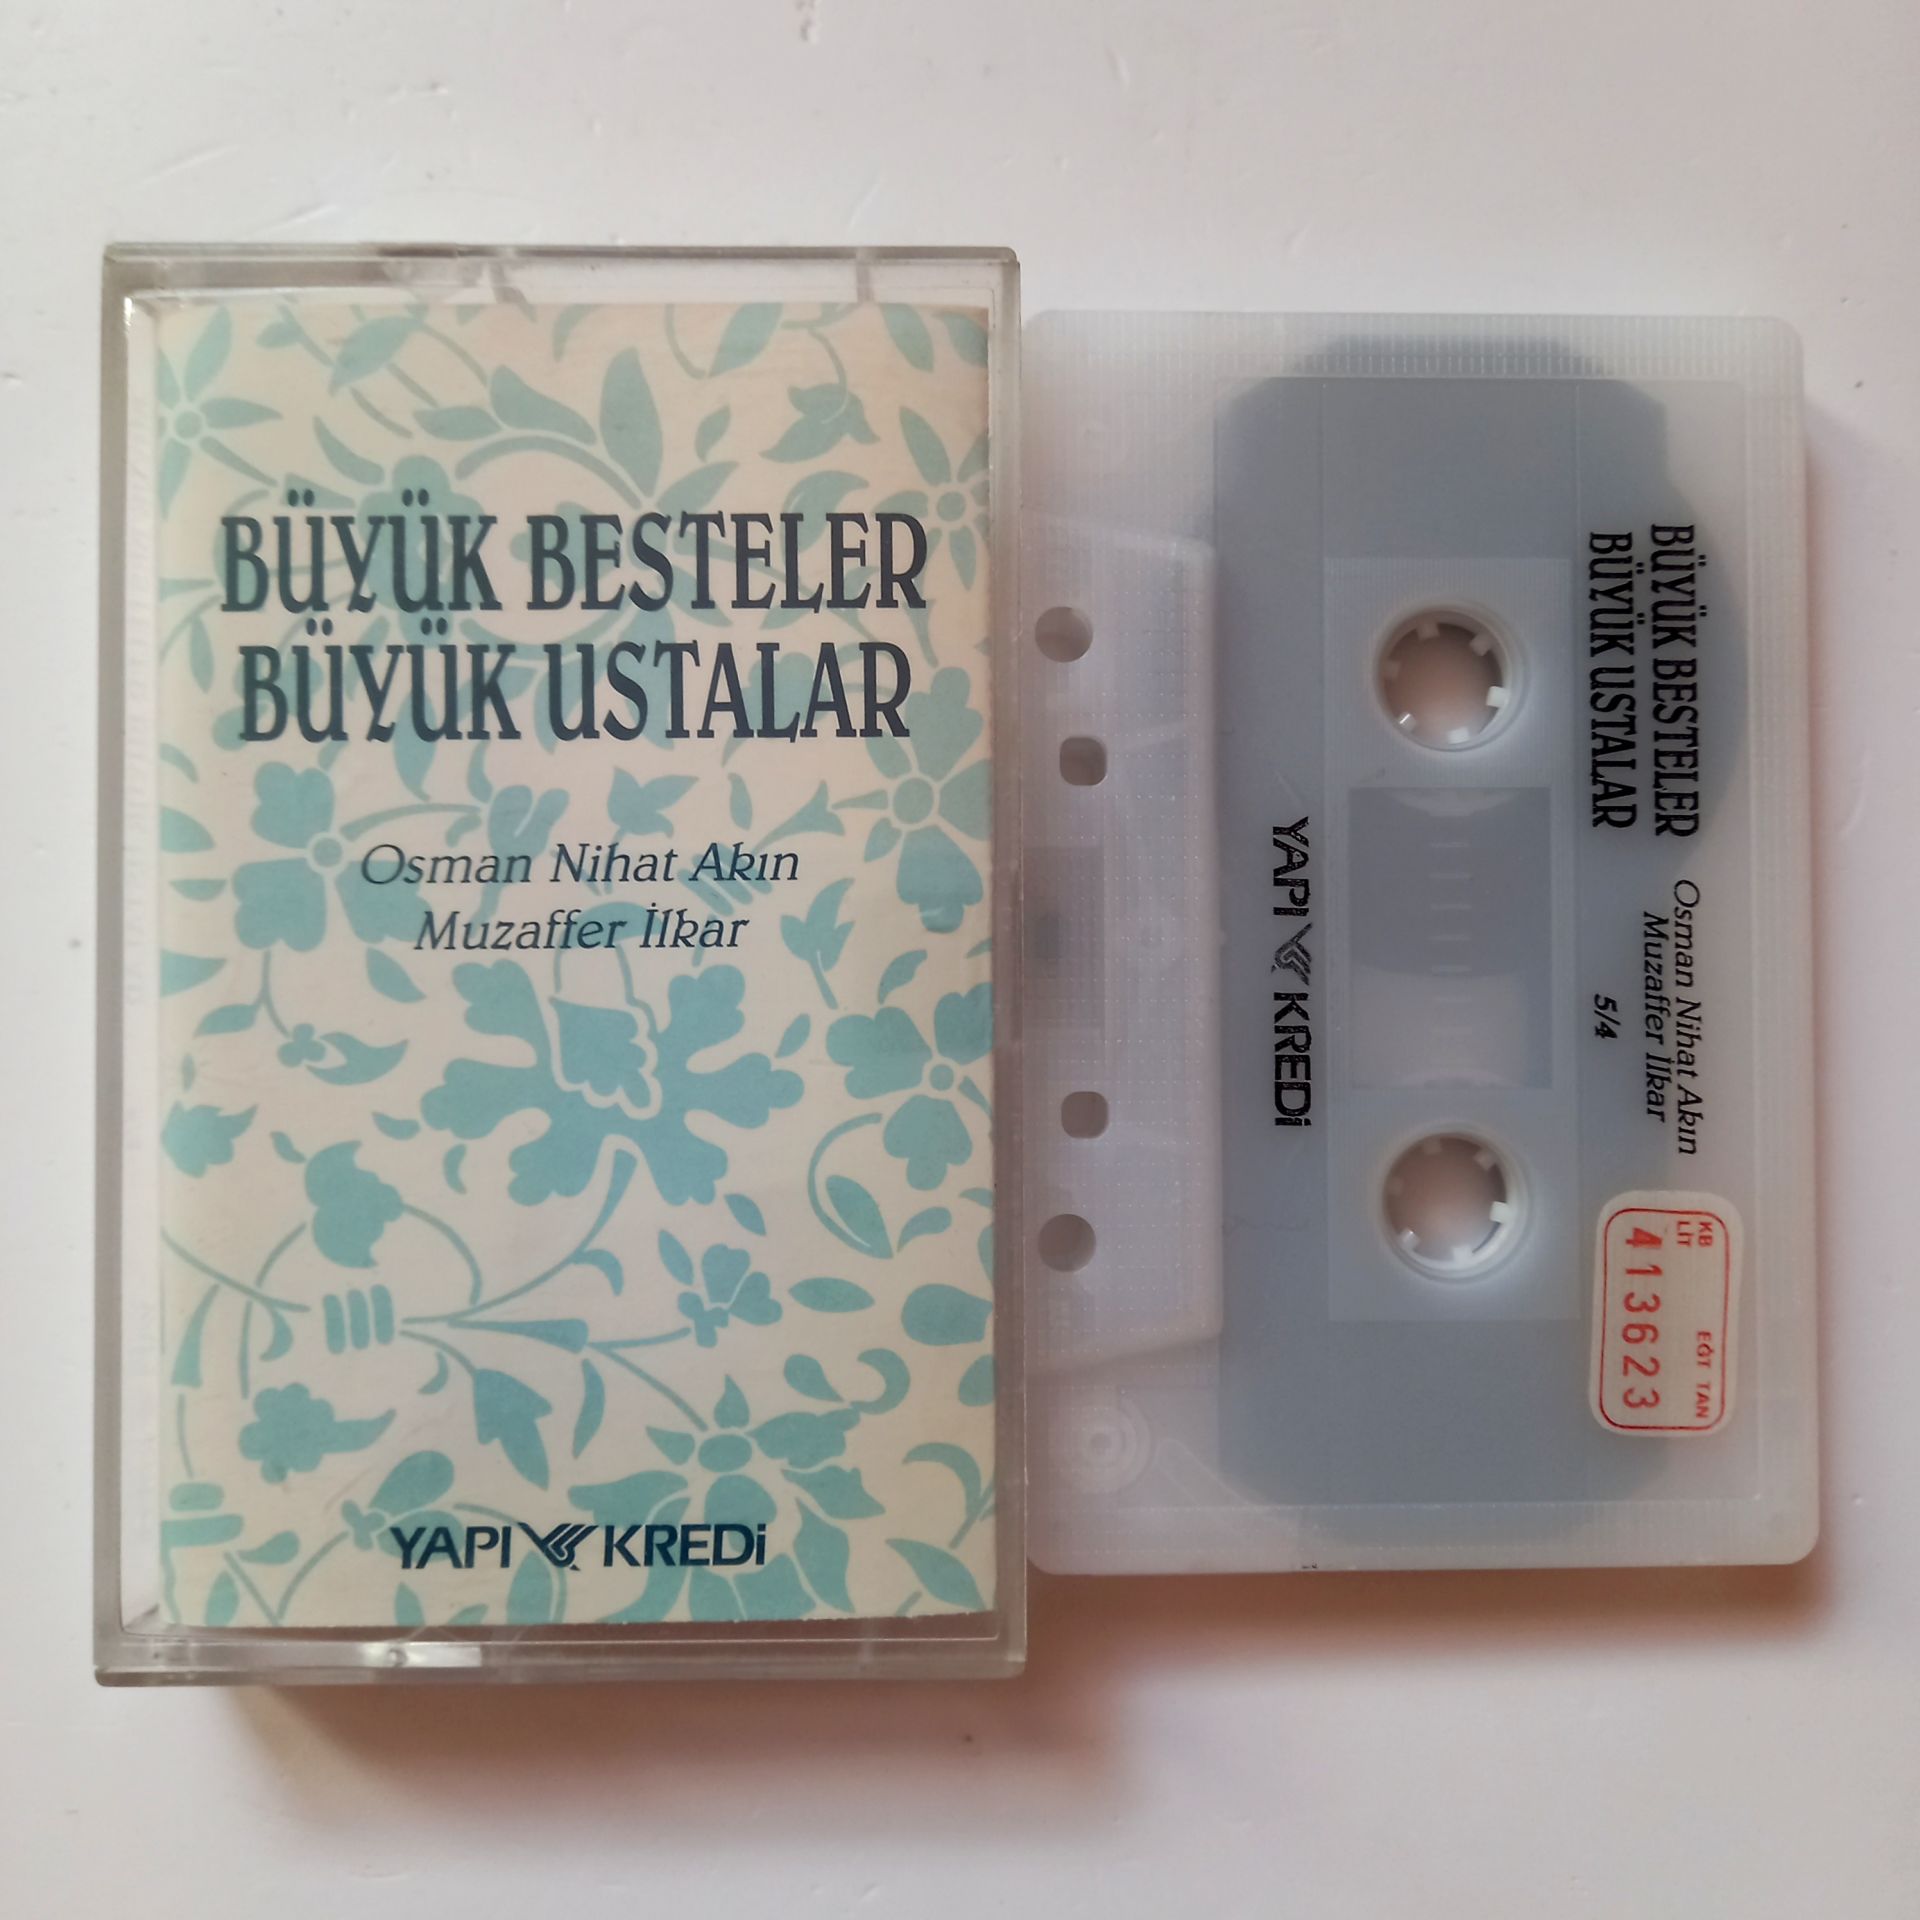 BÜYÜK BESTELER
BÜYÜK USTALAR
Osman Nihat Akın
Muzaffer İlkar
YAPI KREDİ
BÜYÜK BESTELER
BÜYÜK USTALAR
Osman Nihat Akın
Muzaffer İlkar
5/4
YAPI KREDİ
KB EĞT TAN
LİT
413623